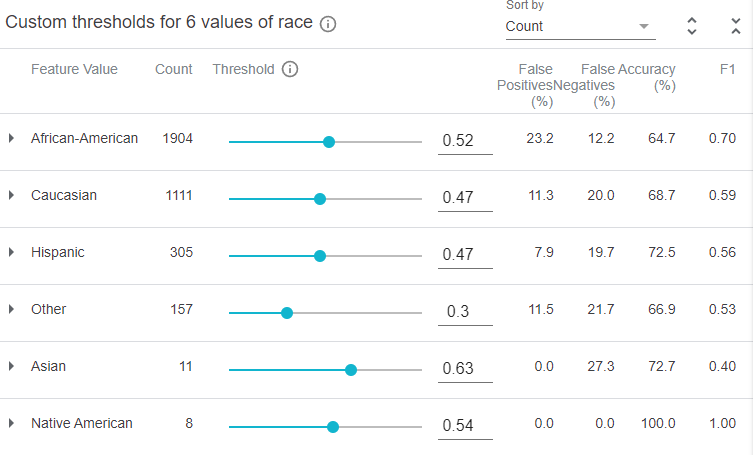 Sort by
Custom thresholds for 6 values of race
Count
Feature Value Count Threshold False Positives (%) False Negatives (%) Accuracy (%) F1
African-American 1904 0.52 23.2 12.2 64.7 0.70
Caucasian 1111 0.47 11.3 20.0 68.7 0.59
Hispanic 305 0.47 7.9 19.7 72.5 0.56
Other 157 0.3 11.5 21.7 66.9 0.53
Asian 11 0.63 0.0 27.3 72.7 0.40
Native American 8 0.54 0.0 0.0 100.0 1.00